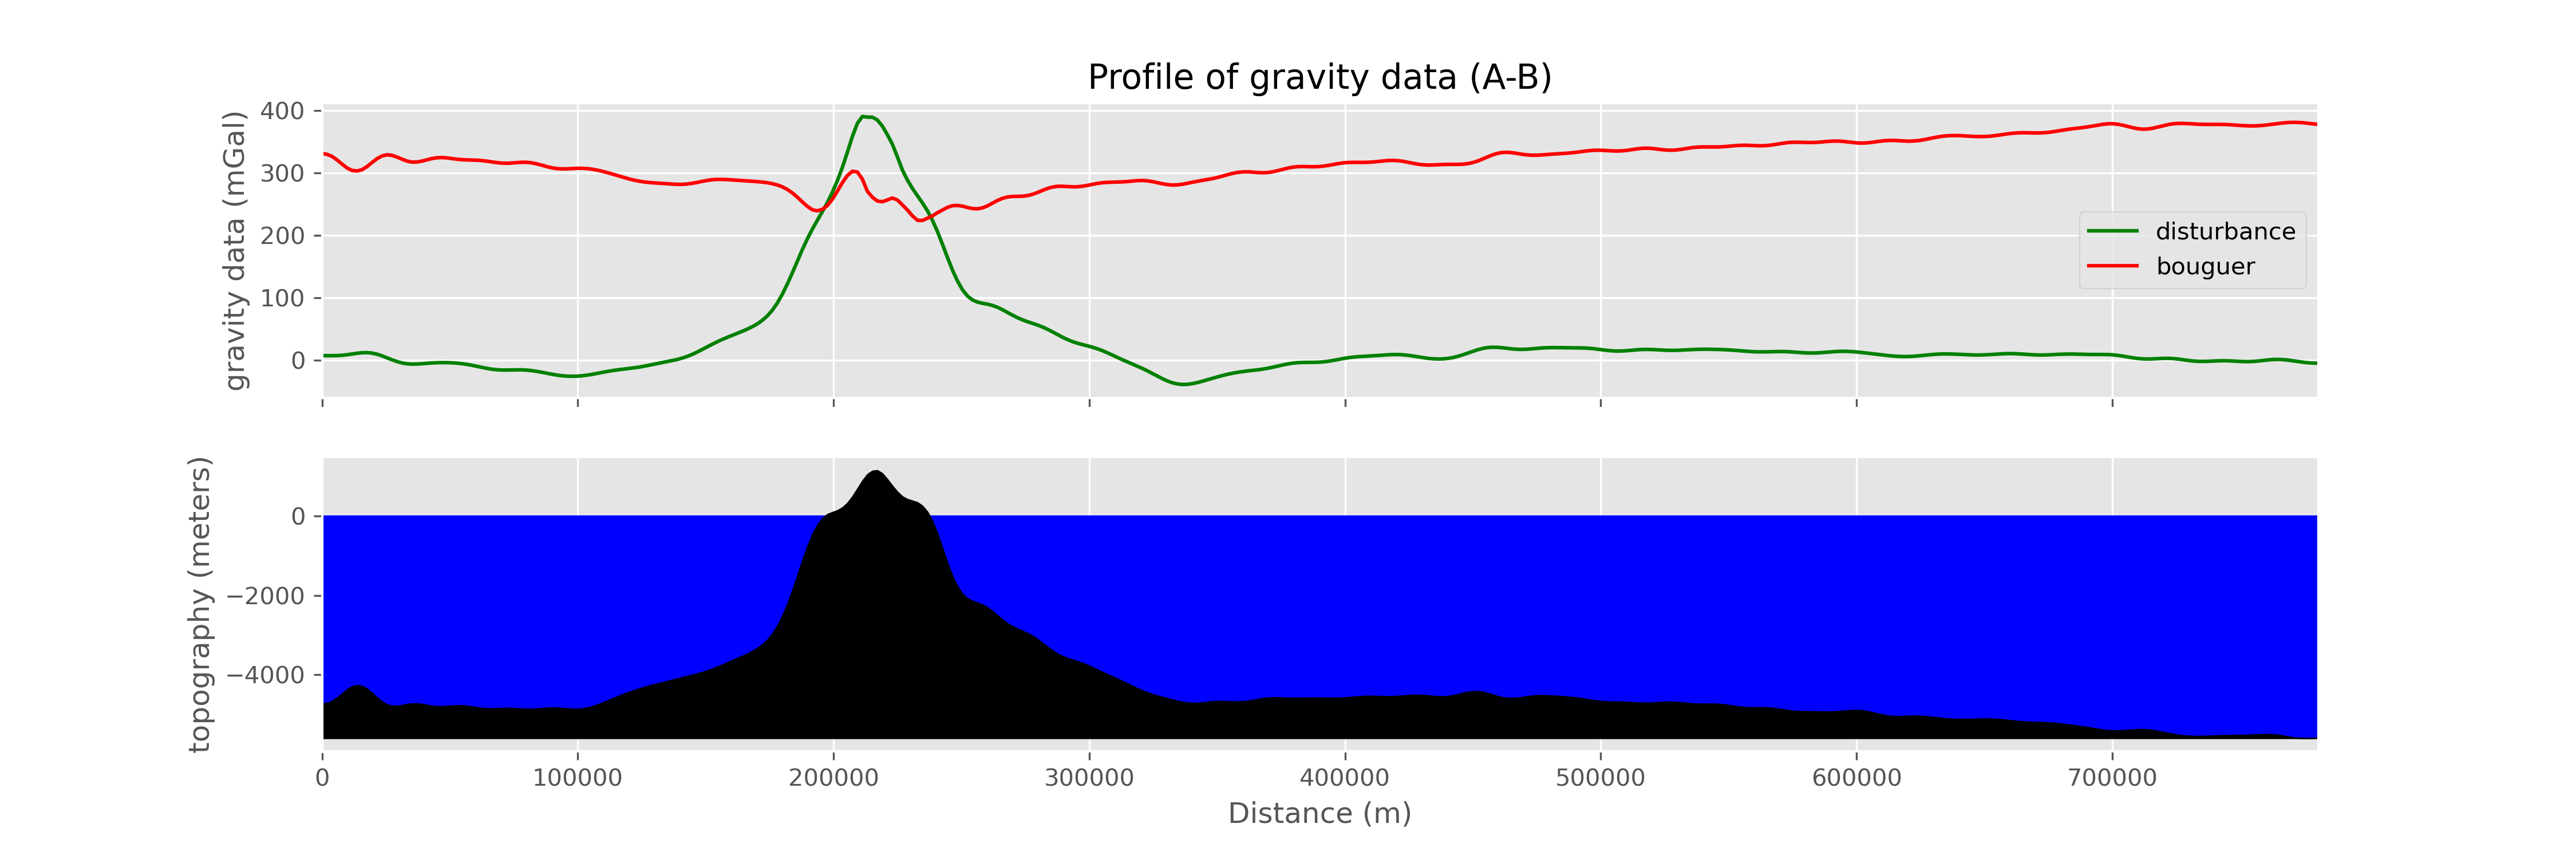 Profile of gravity data (A-B)
gravity data (mGal)
400
300
200
100
0
disturbance
bouguer
topography (meters)
0
−2000
−4000
0 100000 200000 300000 400000 500000 600000 700000
Distance (m)